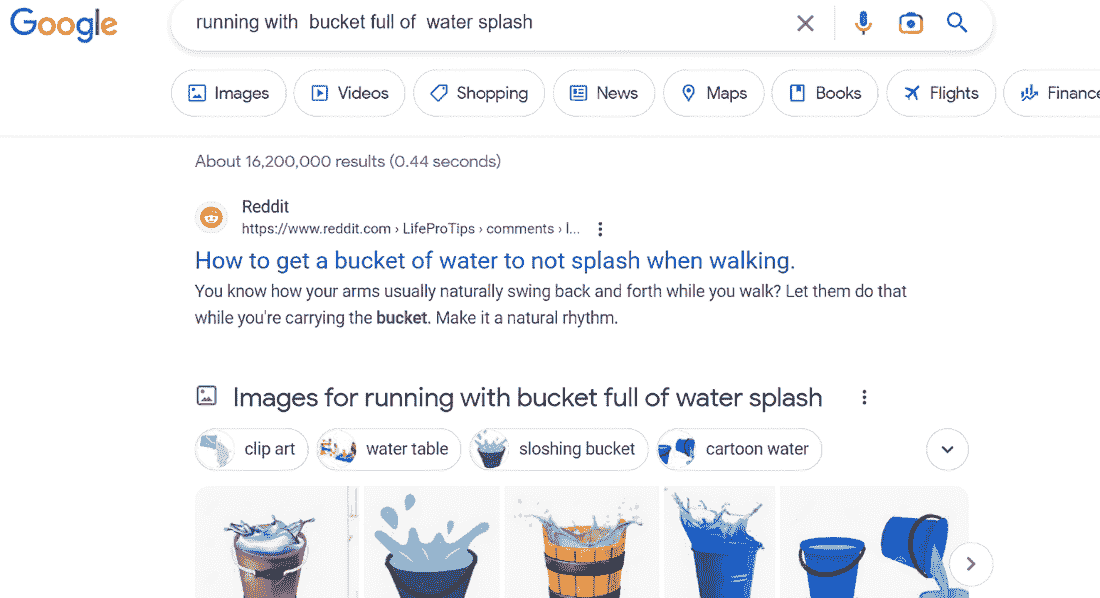 Google
running with  bucket full of  water splash
Images Videos Shopping News Maps Books Flights Finance
About 16,200,000 results (0.44 seconds)
Reddit
https://www.reddit.com › LifeProTips › comments › l...
How to get a bucket of water to not splash when walking.
You know how your arms usually naturally swing back and forth while you walk? Let them do that
while you're carrying the bucket. Make it a natural rhythm.
Images for running with bucket full of water splash
clip art water table sloshing bucket cartoon water